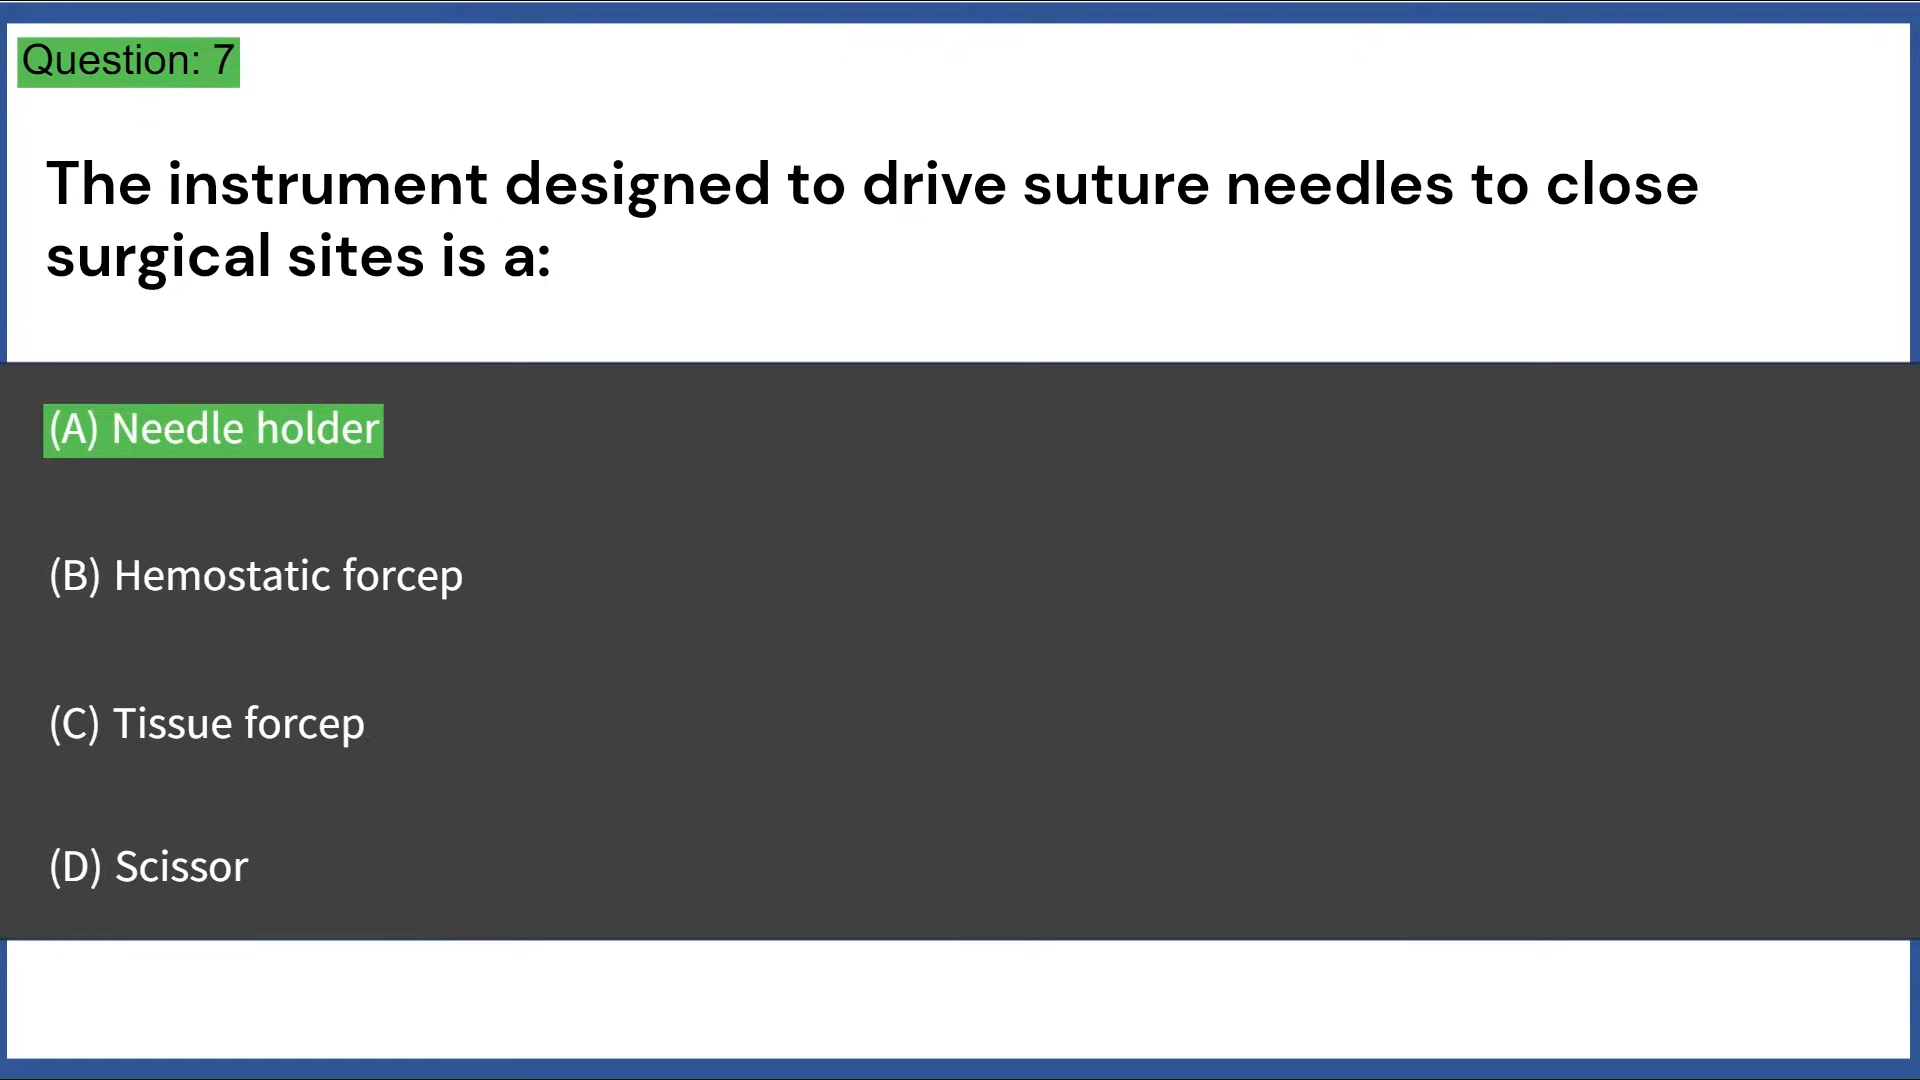 Question: 7
The instrument designed to drive suture needles to close
surgical sites is a:
(A) Needle holder
(B) Hemostatic forcep
(C) Tissue forcep
(D) Scissor